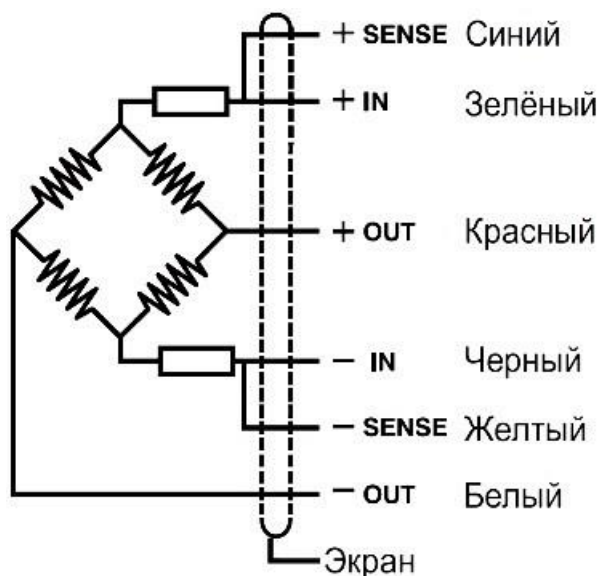 + SENSE Синий
+ IN Зелёный
+ OUT Красный
− IN Черный
− SENSE Желтый
− OUT Белый
Экран